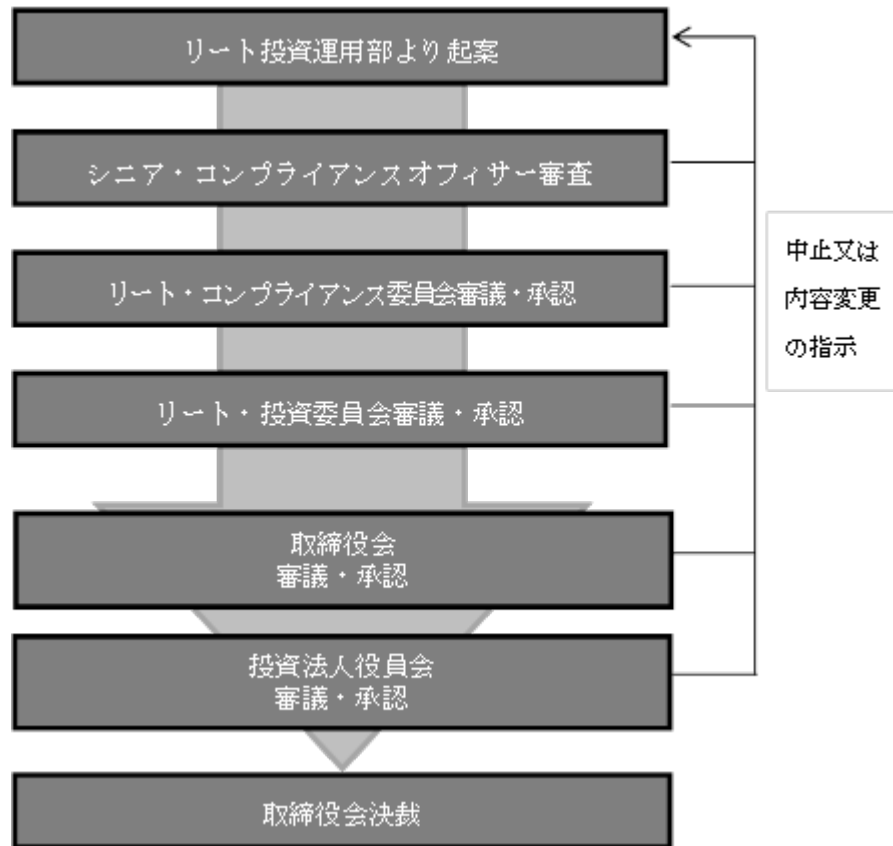 リート投資運用部より起案
シニア・コンプライアンスオフィサー審査
リート・コンプライアンス委員会審議・承認
リート・投資委員会審議・承認
取締役会
審議・承認
投資法人役員会
審議・承認
取締役会決裁
中止又は
内容変更
の指示